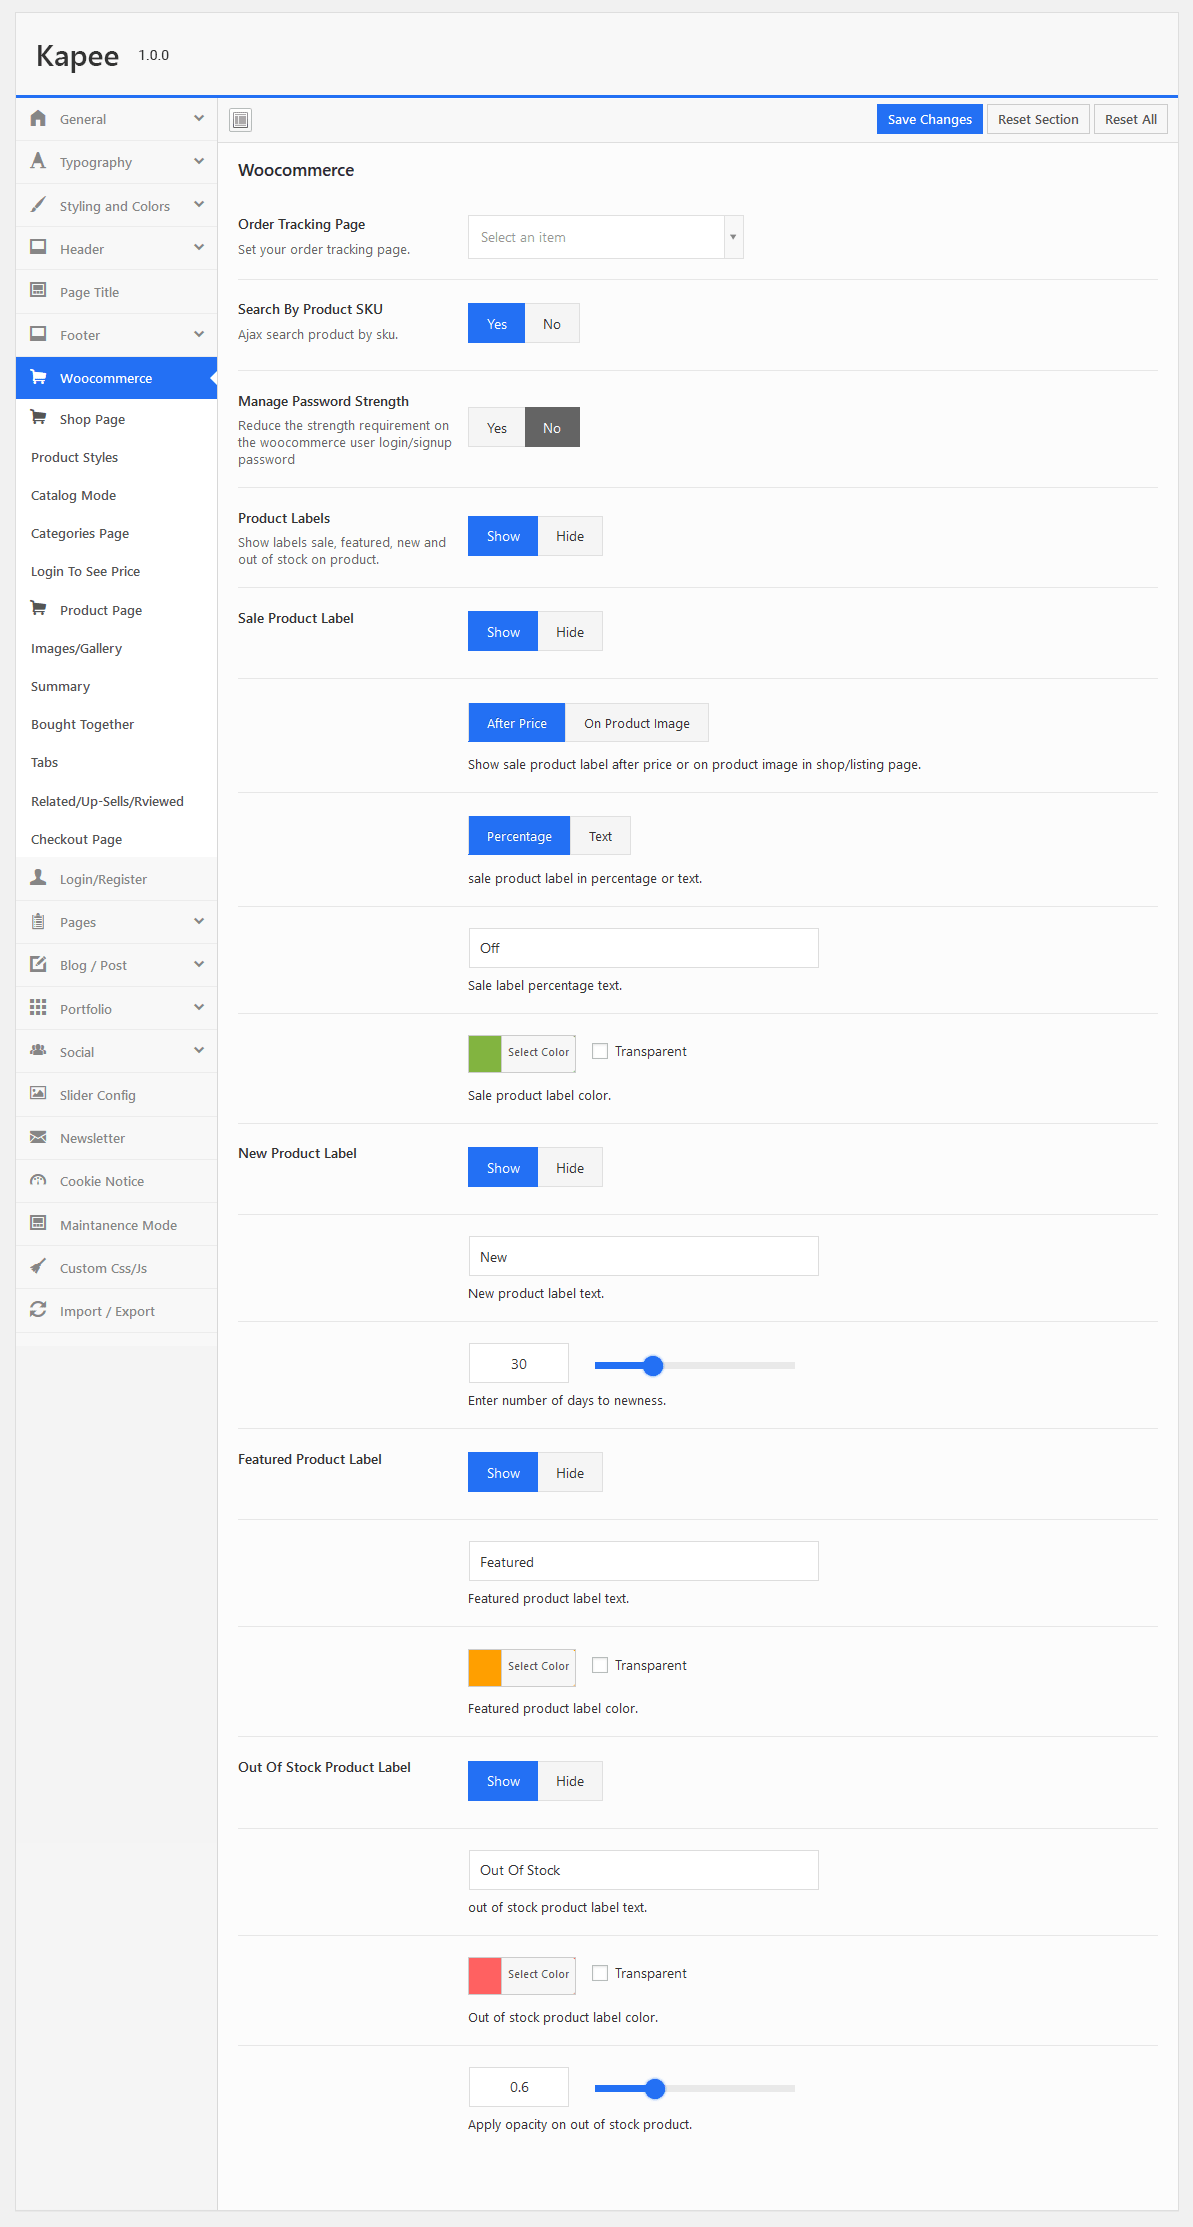 Kapee 1.0.0
General
Typography
Styling and Colors
Header
Page Title
Footer
Woocommerce
Shop Page
Product Styles
Catalog Mode
Categories Page
Login To See Price
Product Page
Images/Gallery
Summary
Bought Together
Tabs
Related/Up-Sells/Rviewed
Checkout Page
Login/Register
Pages
Blog / Post
Portfolio
Social
Slider Config
Newsletter
Cookie Notice
Maintanence Mode
Custom Css/Js
Import / Export
Save Changes Reset Section Reset All
Woocommerce
Order Tracking Page
Set your order tracking page.
Select an item
Search By Product SKU
Ajax search product by sku.
Yes No
Manage Password Strength
Reduce the strength requirement on
the woocommerce user login/signup
password
Yes No
Product Labels
Show labels sale, featured, new and
out of stock on product.
Show Hide
Sale Product Label
Show Hide
After Price On Product Image
Show sale product label after price or on product image in shop/listing page.
Percentage Text
sale product label in percentage or text.
Off
Sale label percentage text.
Select Color Transparent
Sale product label color.
New Product Label
Show Hide
New
New product label text.
30
Enter number of days to newness.
Featured Product Label
Show Hide
Featured
Featured product label text.
Select Color Transparent
Featured product label color.
Out Of Stock Product Label
Show Hide
Out Of Stock
out of stock product label text.
Select Color Transparent
Out of stock product label color.
0.6
Apply opacity on out of stock product.